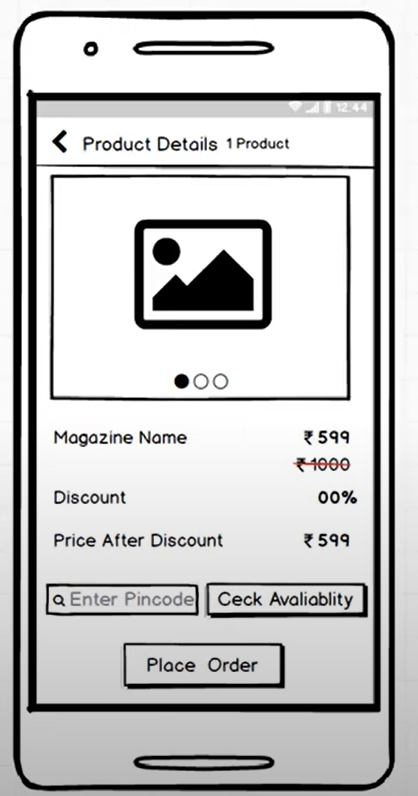 12:44
Product Details 1 Product
Magazine Name ₹ 599
₹ 1000
Discount 00%
Price After Discount ₹ 599
Enter Pincode Ceck Avaliablity
Place Order